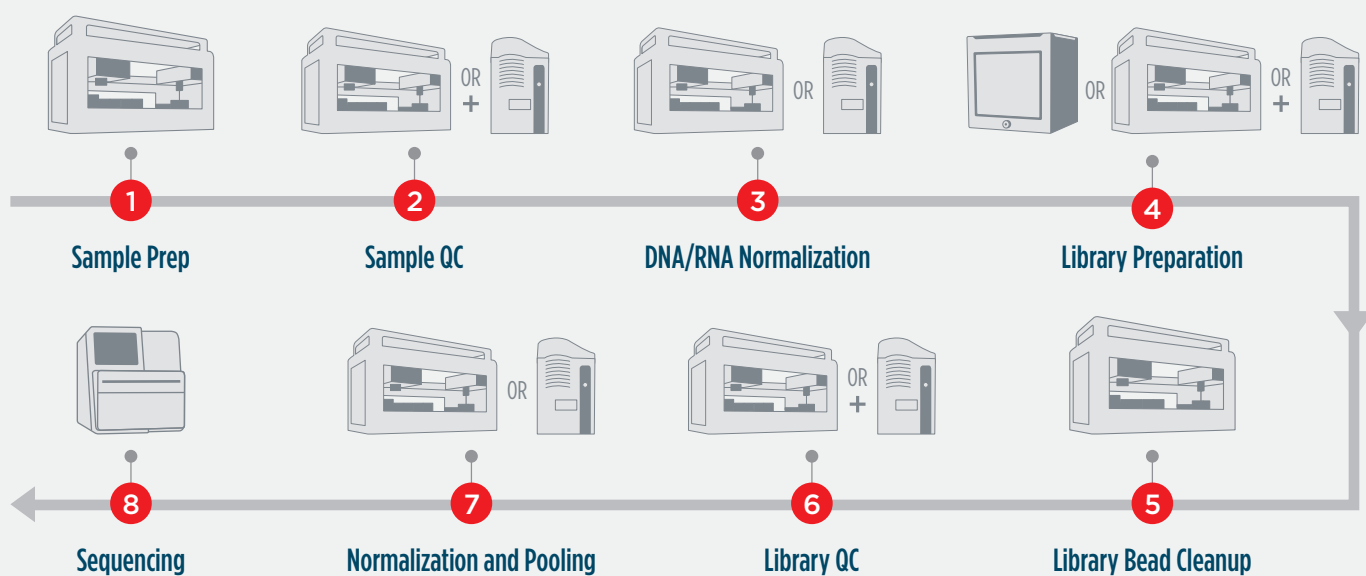 OR
+
OR
OR
OR
+
1
2
3
4
Sample Prep
Sample QC
DNA/RNA Normalization
Library Preparation
OR
OR
+
8
7
6
5
Sequencing
Normalization and Pooling
Library QC
Library Bead Cleanup